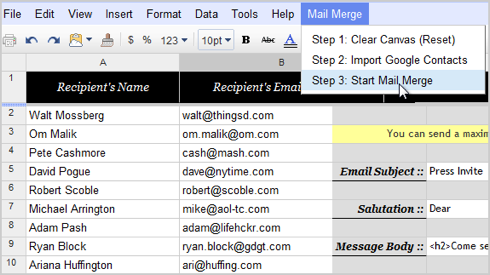 File Edit View Insert Format Data Tools Help Mail Merge
$ % 123 10pt B Abc A
Step 1: Clear Canvas (Reset)
Step 2: Import Google Contacts
Step 3: Start Mail Merge
A B
1 Recipient's Name Recipient's Ema
2 Walt Mossberg walt@thingsd.com
3 Om Malik om.malik@om.com You can send a maxim
4 Pete Cashmore cash@mash.com
5 David Pogue dave@nytime.com Email Subject :: Press Invite
6 Robert Scoble robert@scoble.com
7 Michael Arrington mike@aol-tc.com Salutation :: Dear
8 Adam Pash adam@lifehckr.com
9 Ryan Block ryan.block@gdgt.com Message Body :: <h2>Come se
10 Ariana Huffington ari@huffing.com